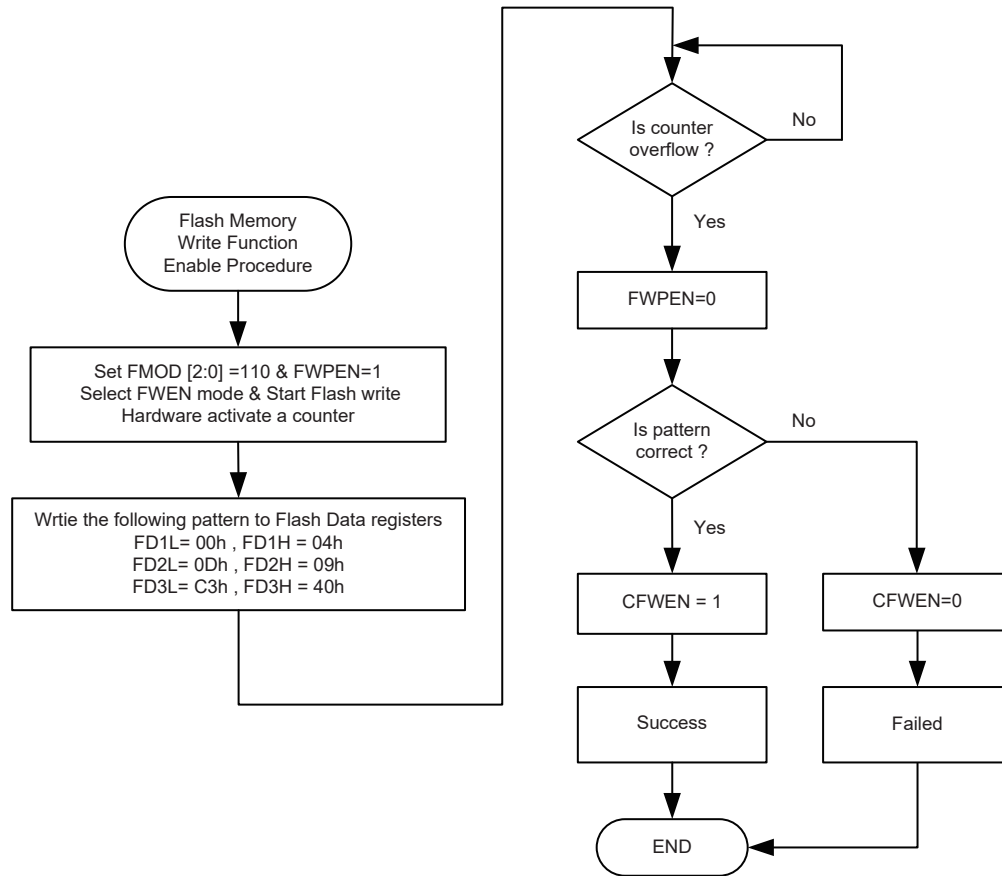 Flash Memory
Write Function
Enable Procedure
Set FMOD [2:0] =110 & FWPEN=1
Select FWEN mode & Start Flash write
Hardware activate a counter
Wrtie the following pattern to Flash Data registers
FD1L= 00h , FD1H = 04h
FD2L= 0Dh , FD2H = 09h
FD3L= C3h , FD3H = 40h
Is counter
overflow ?
No
Yes
FWPEN=0
Is pattern
correct ?
No
Yes
CFWEN = 1
CFWEN=0
Success
Failed
END